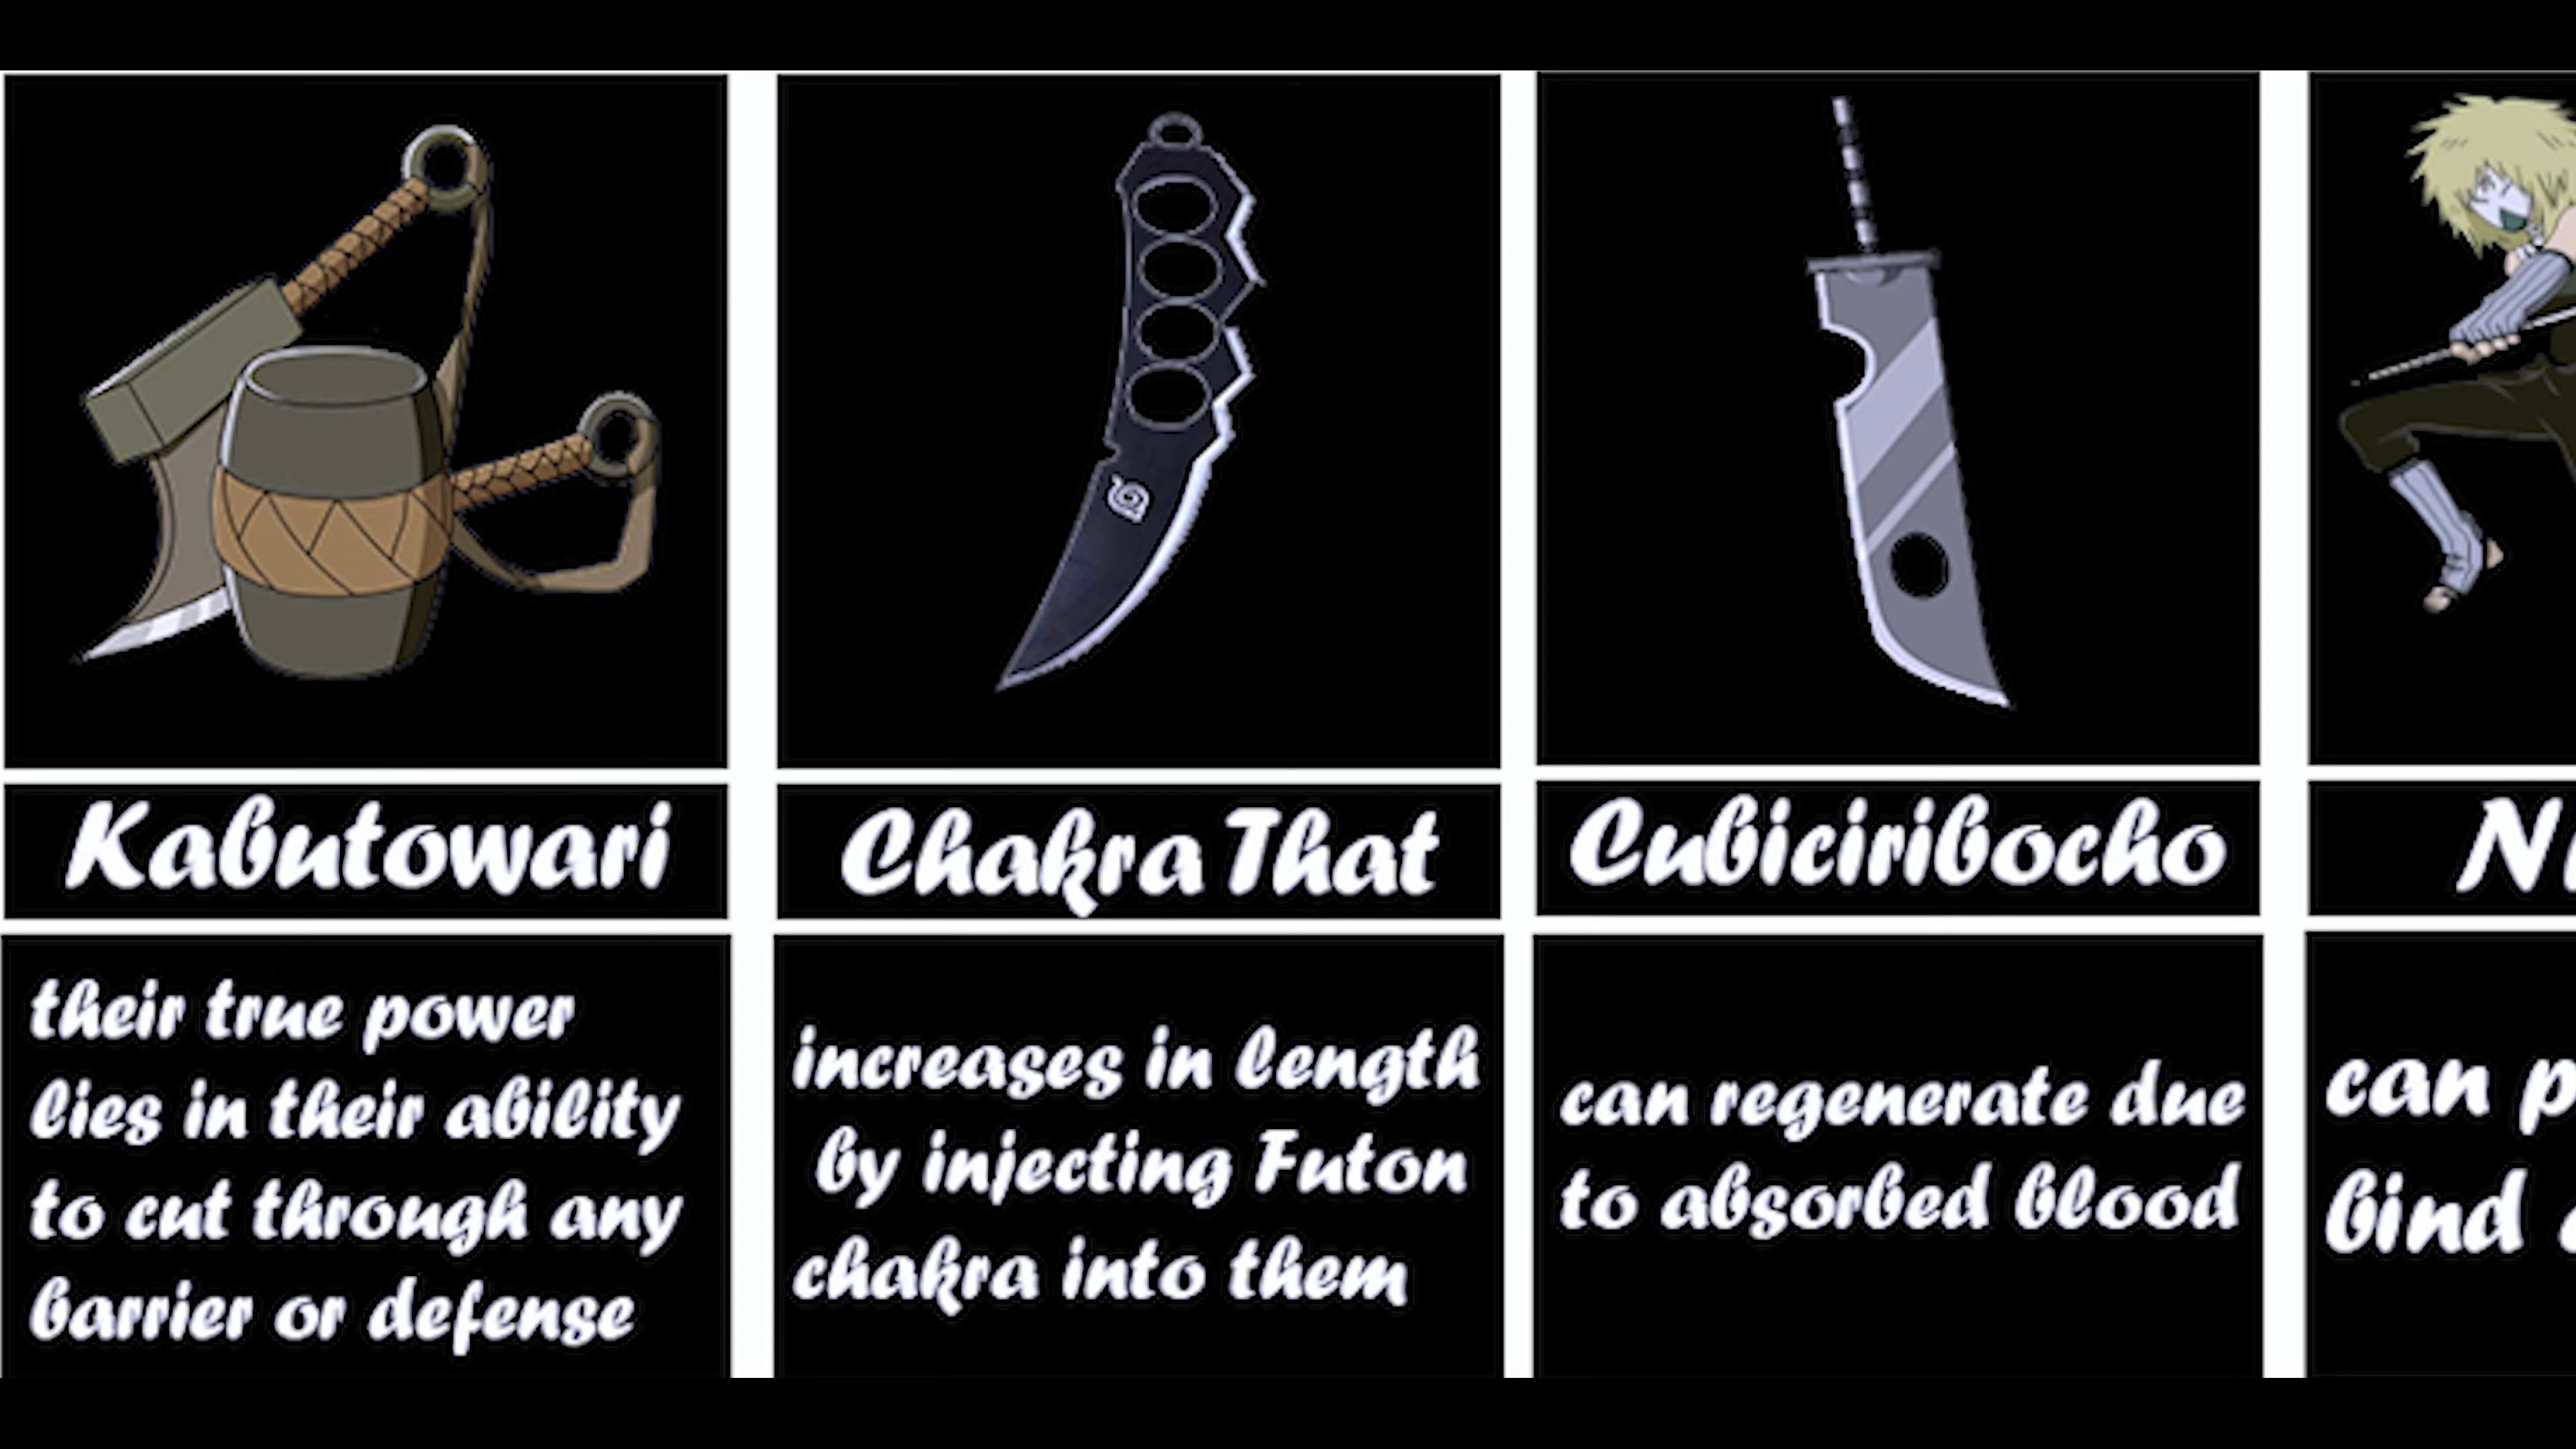 Kabutowari
their true power
lies in their ability
to cut through any
barrier or defense
Chakra That
increases in length
by injecting Futon
chakra into them
Cubiciribocho
can regenerate due
to absorbed blood
can
bind